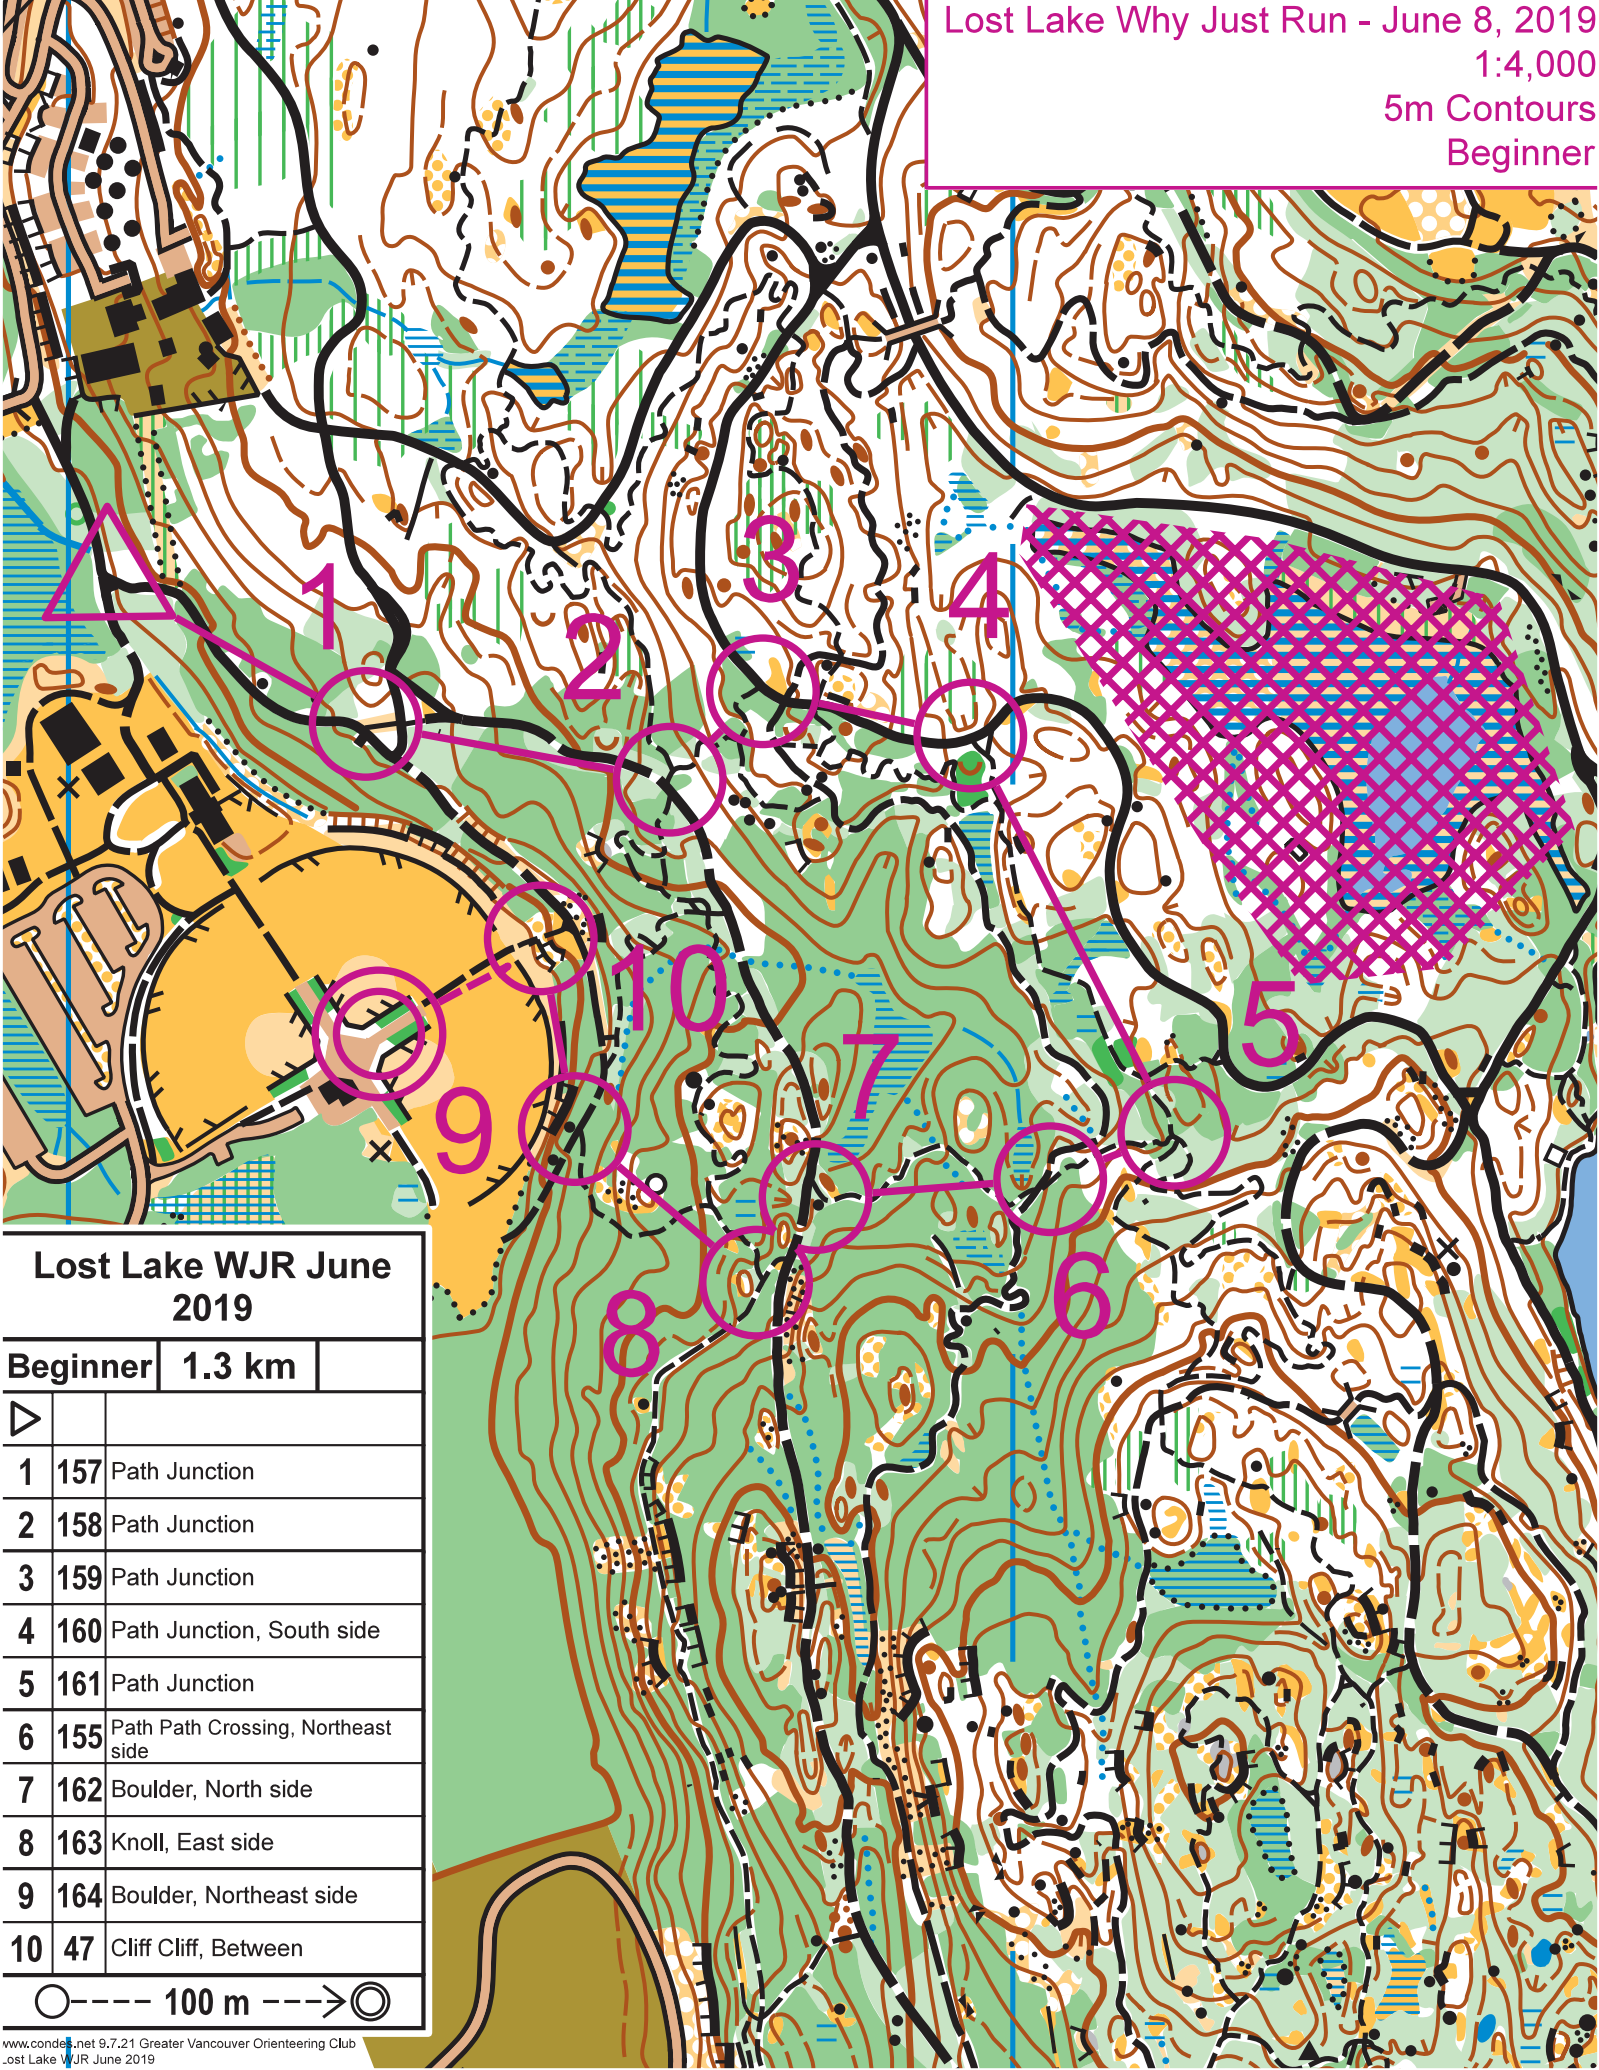 Lost Lake Why Just Run - June 8, 2019
1:4,000
5m Contours
Beginner
1
2
3
4
5
6
7
8
9
10
Lost Lake WJR June
2019
Beginner 1.3 km
1 157 Path Junction
2 158 Path Junction
3 159 Path Junction
4 160 Path Junction, South side
5 161 Path Junction
6 155 Path Path Crossing, Northeast
side
7 162 Boulder, North side
8 163 Knoll, East side
9 164 Boulder, Northeast side
10 47 Cliff Cliff, Between
100 m
www.condes.net 9.7.21 Greater Vancouver Orienteering Club
Lost Lake WJR June 2019